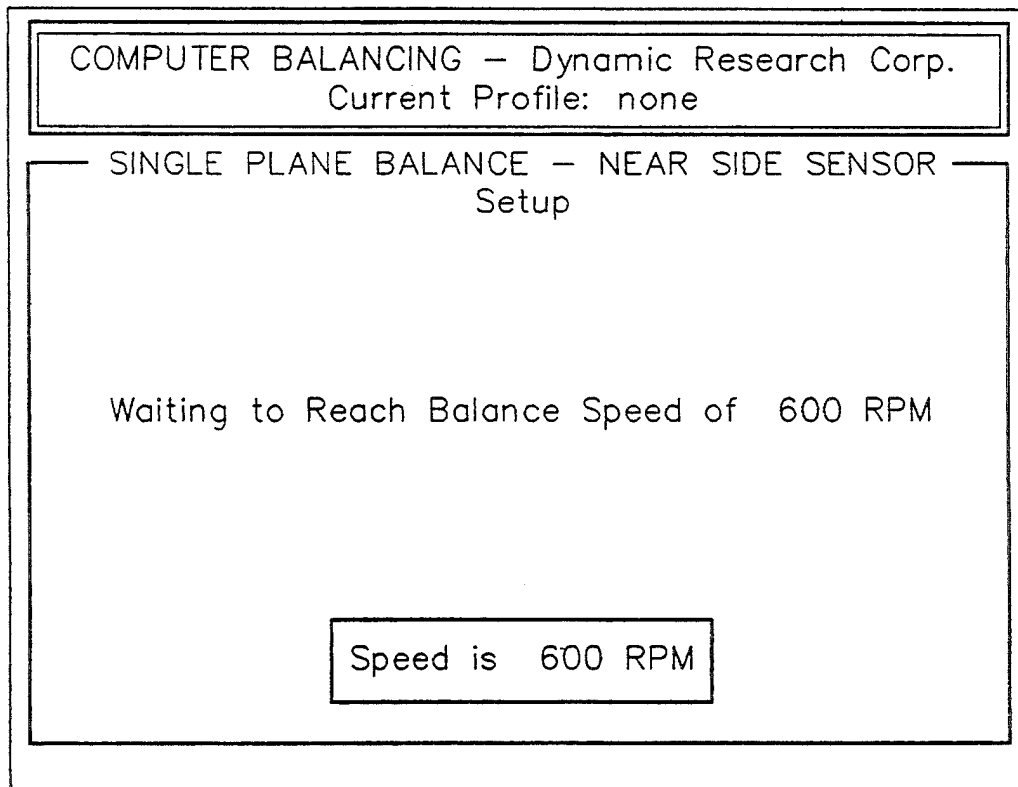 COMPUTER BALANCING — Dynamic Research Corp.
Current Profile: none
SINGLE PLANE BALANCE — NEAR SIDE SENSOR
Setup
Waiting to Reach Balance Speed of 600 RPM
Speed is 600 RPM